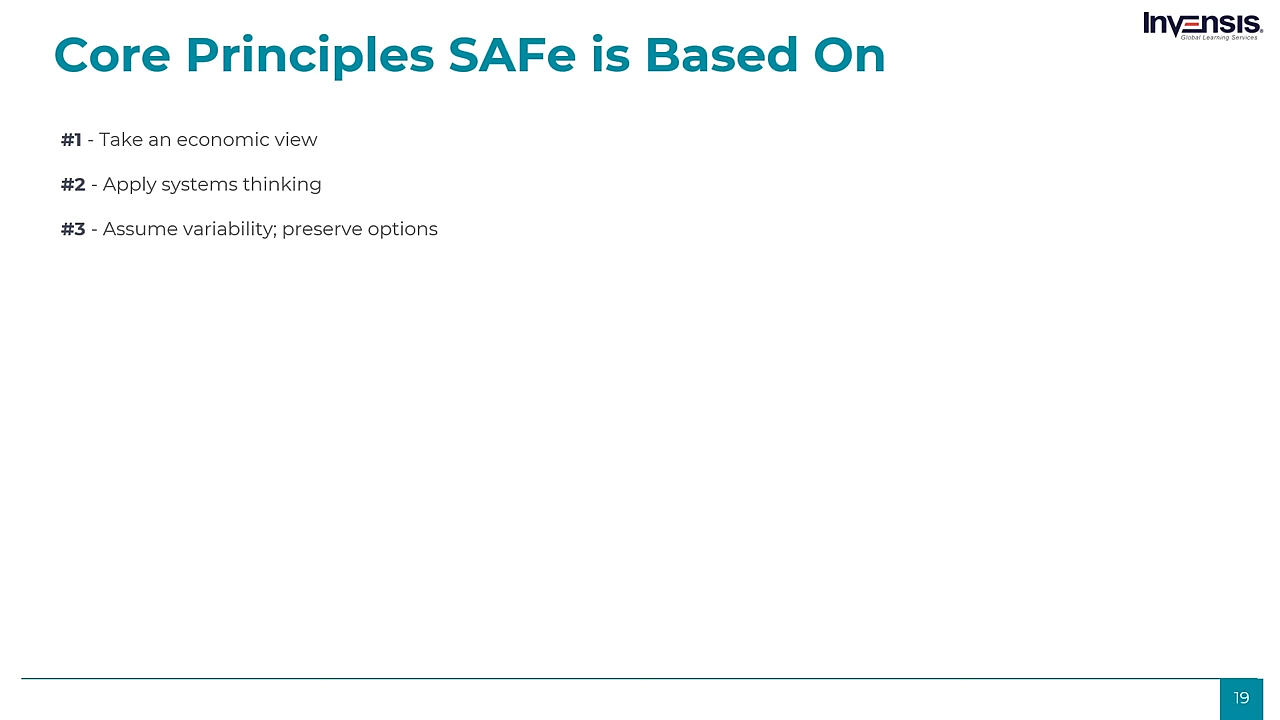 Invensis®
Global Learning Services
Core Principles SAFe is Based On
#1 - Take an economic view
#2 - Apply systems thinking
#3 - Assume variability; preserve options
19